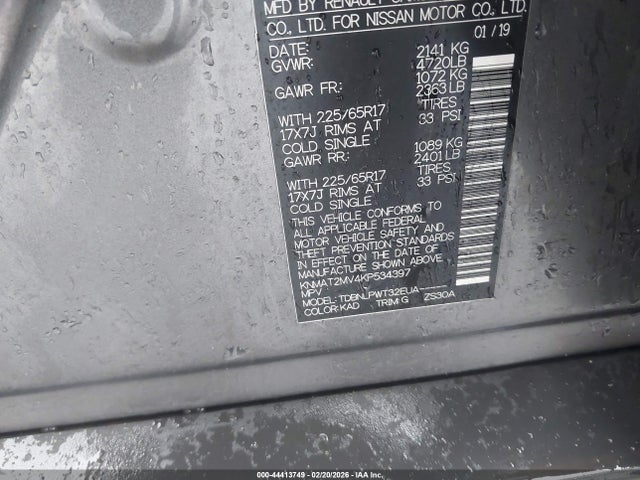 MFD BY RENAULT
CO., LTD. FOR NISSAN MOTOR CO., LTD.
DATE: 01/19
GVWR: 2141 KG
4720LB
GAWR FR: 1072 KG
2363 LB
WITH 225/65R17 TIRES
17X7J RIMS AT 33 PSI
COLD SINGLE
GAWR RR: 1089 KG
2401 LB
WITH 225/65R17 TIRES
17X7J RIMS AT 33 PSI
COLD SINGLE
THIS VEHICLE CONFORMS TO
ALL APPLICABLE FEDERAL
MOTOR VEHICLE SAFETY AND
THEFT PREVENTION STANDARDS
IN EFFECT ON THE DATE OF
MANUFACTURE SHOWN ABOVE.
KNMAT2MV4KP534397
MPV
MODEL: TDBNLPWT32EUA-----
COLOR: KAD TRIM: G ZS30A
000-44413749 - 02/20/2026 - IAAI.COM